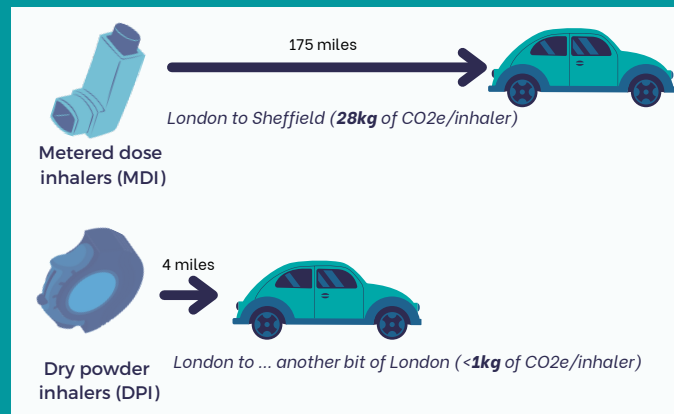 175 miles
London to Sheffield (28kg of CO2e/inhaler)
Metered dose
inhalers (MDI)
4 miles
London to ... another bit of London (<1kg of CO2e/inhaler)
Dry powder
inhalers (DPI)